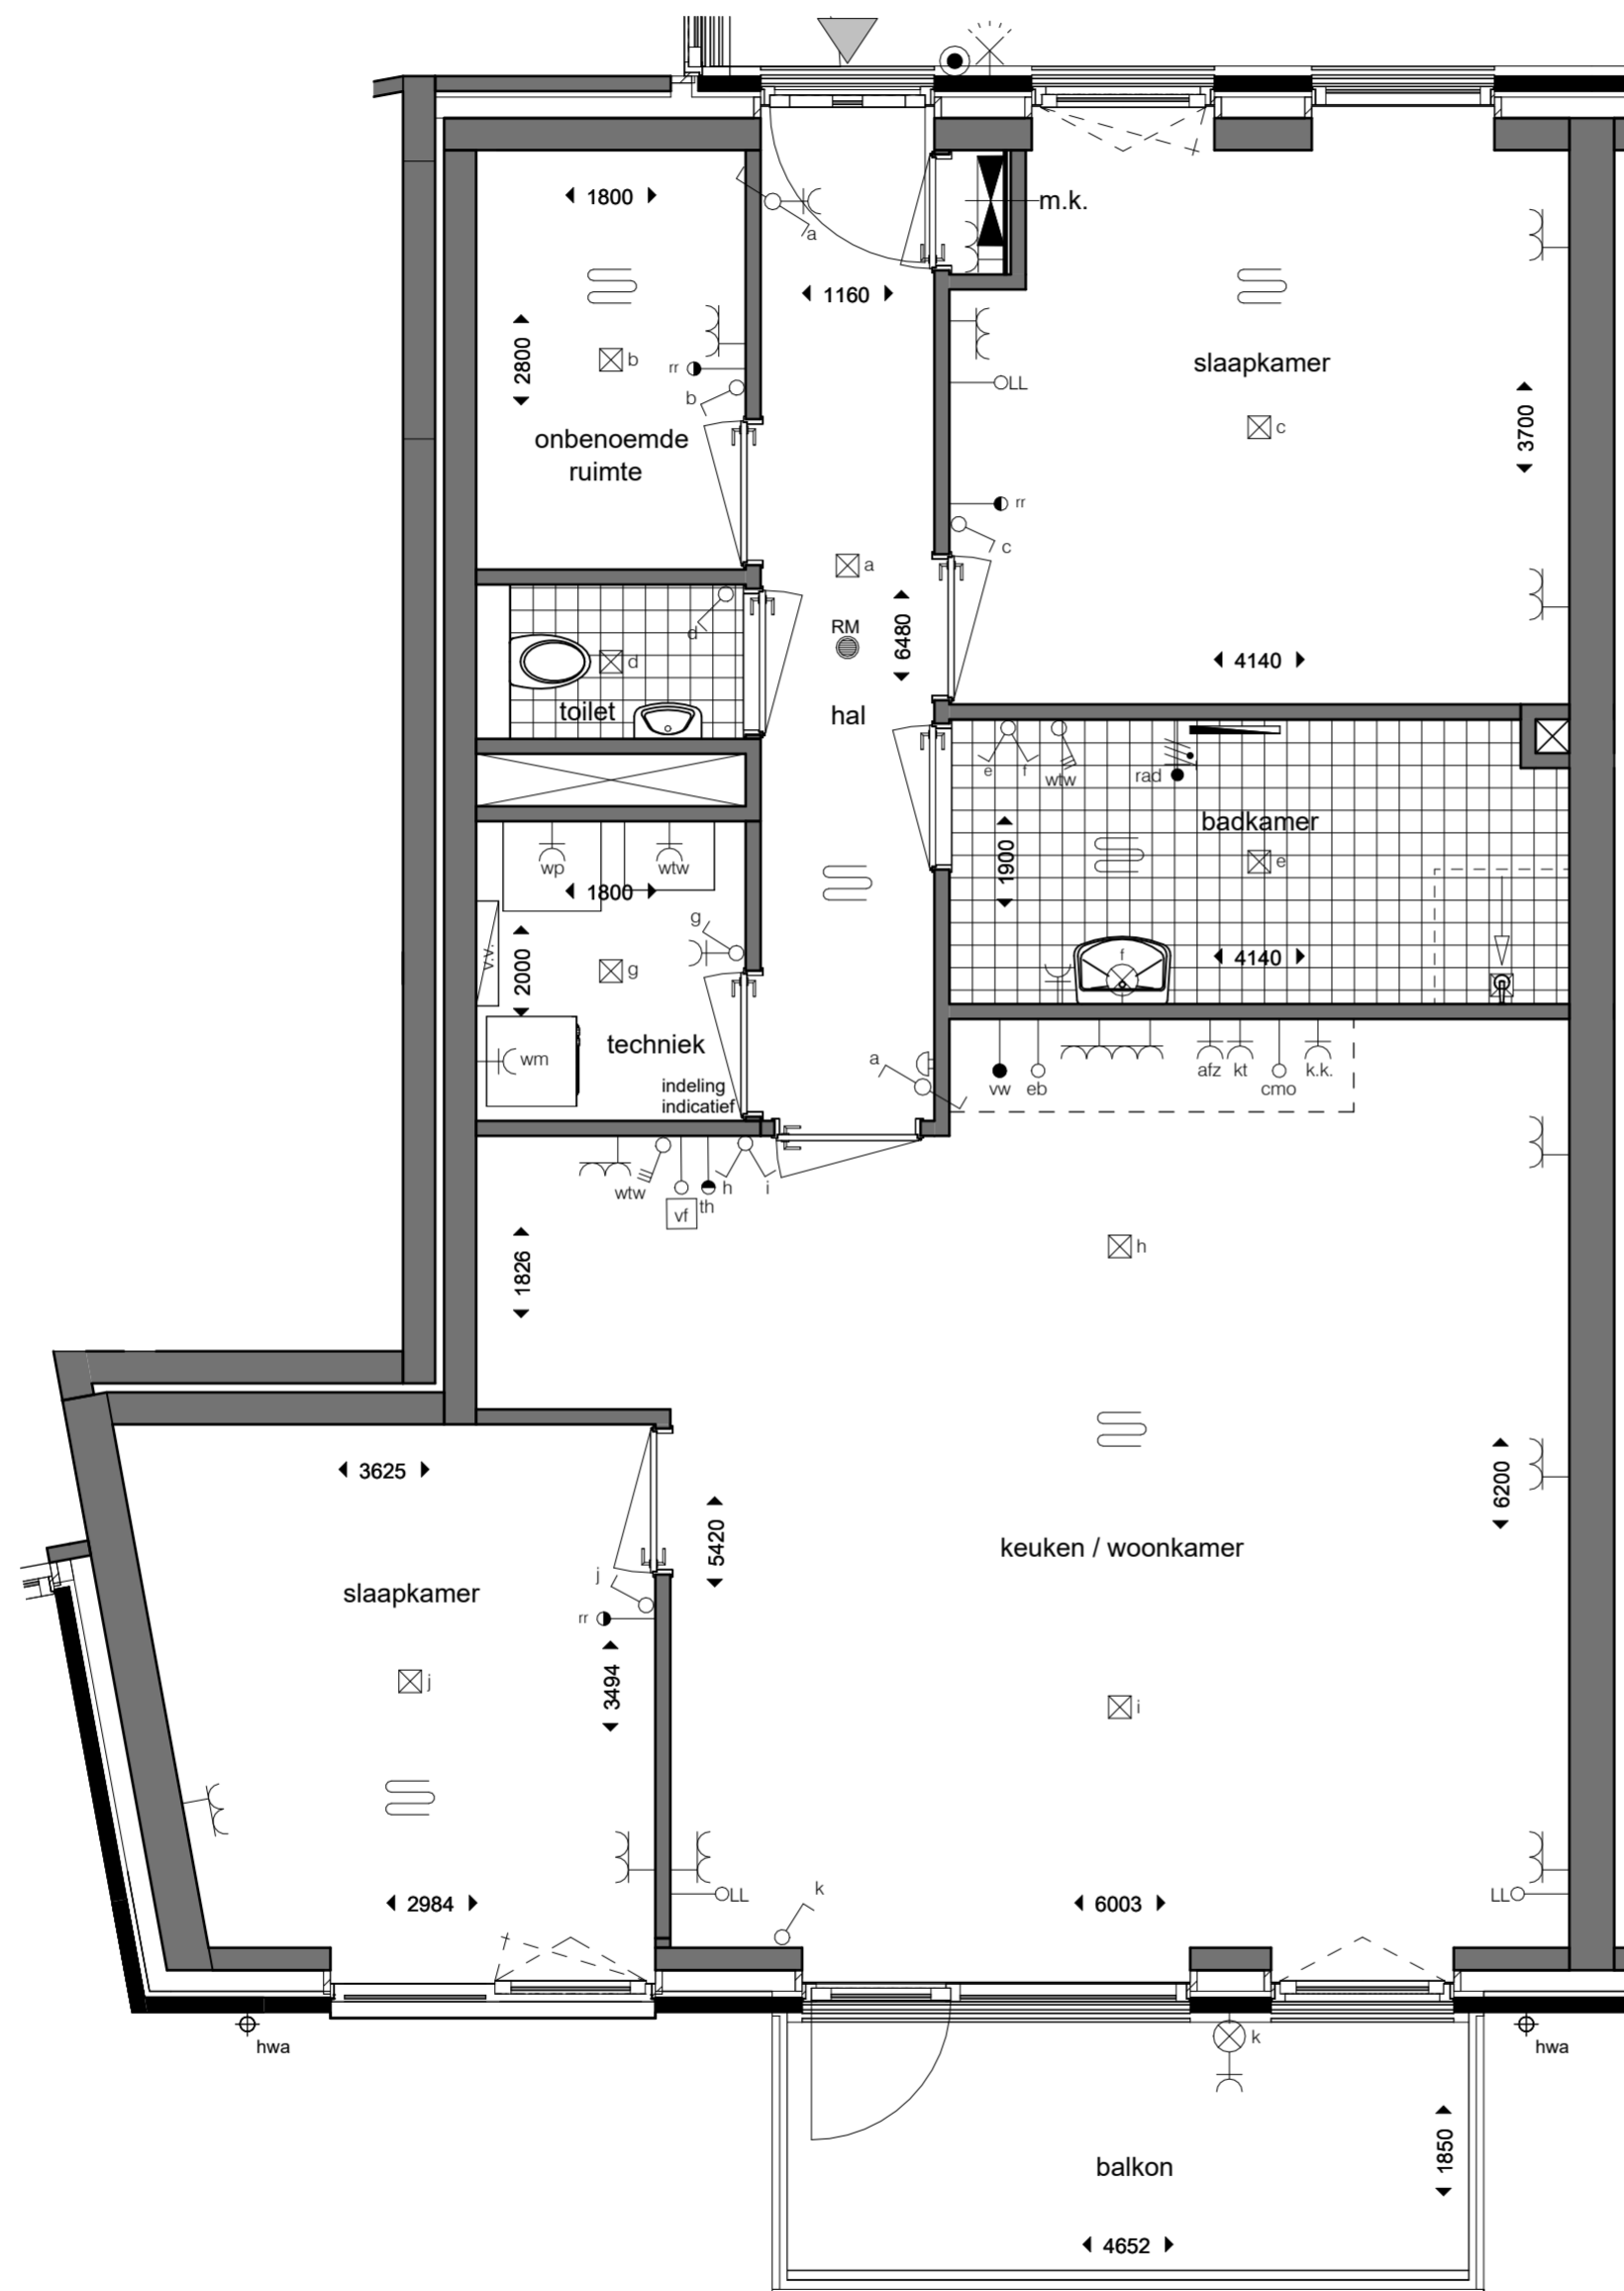 1800
a
m.k.
1160
2800
b
rr
b
slaapkamer
LL
c
3700
onbenoemde
ruimte
rr
c
a
RM
6480
d
d
4140
toilet
hal
e
f
wtw
rad
badkamer
1900
e
wp
wtw
1800
g
v.v.
2000
g
f
4140
techniek
wm
indeling
indicatief
a
vw
eb
afz
kt
cmo
k.k.
wtw
vf
th
h
i
1826
h
3625
6200
5420
keuken / woonkamer
j
slaapkamer
rr
3494
j
i
2984
k
LL
6003
LL
hwa
k
hwa
1850
balkon
4652